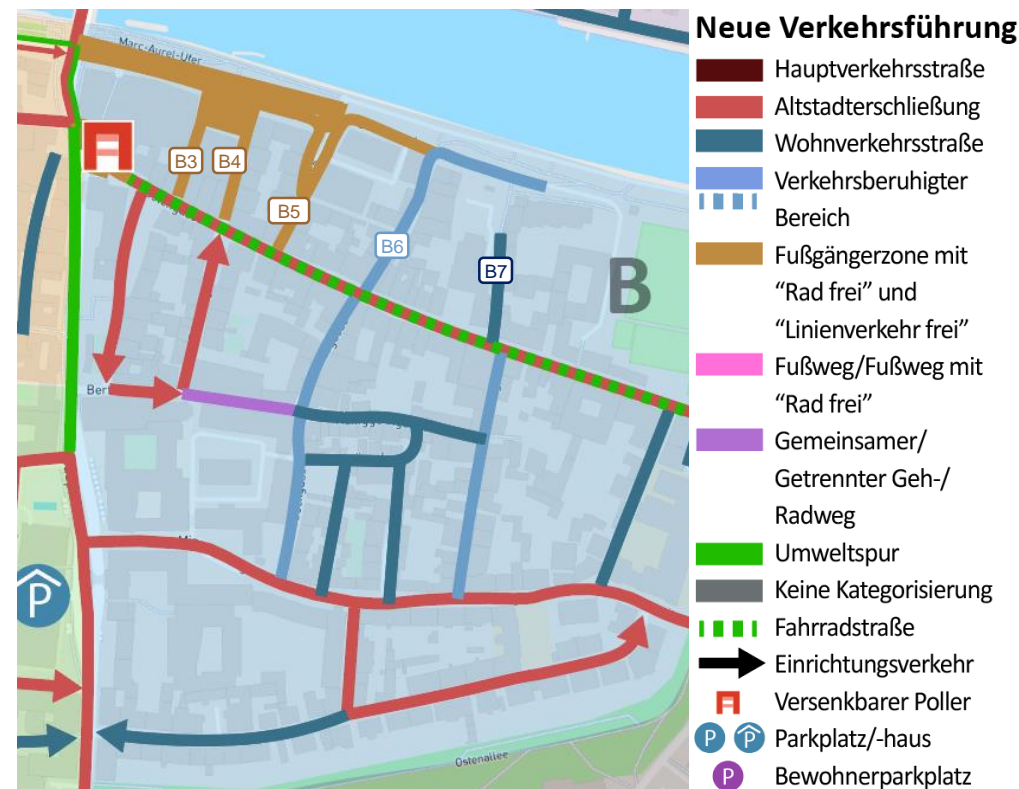 Neue Verkehrsführung
Hauptverkehrsstraße
Altstadterschließung
Wohnverkehrsstraße
Verkehrsberuhigter
Bereich
Fußgängerzone mit
“Rad frei” und
“Linienverkehr frei”
Fußweg/Fußweg mit
“Rad frei”
Gemeinsamer/
Getrennter Geh-/
Radweg
Umweltspur
Keine Kategorisierung
Fahrradstraße
Einrichtungsverkehr
Versenkbarer Poller
P P Parkplatz/-haus
P Bewohnerparkplatz
Marc-Aurel-Ufer
B3
B4
B5
B6
B7
B
P
Ostenallee